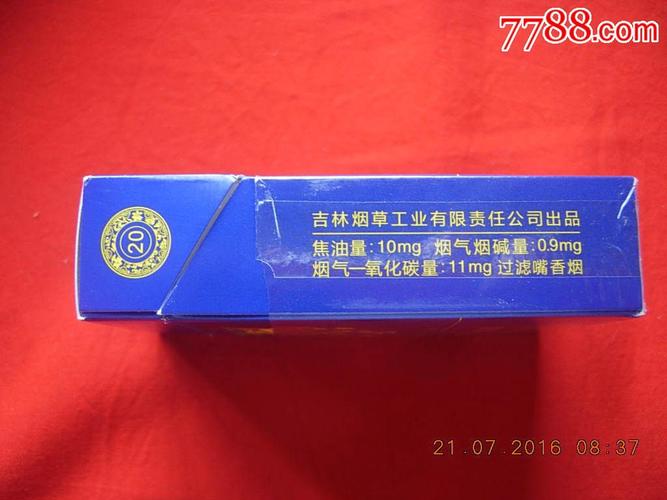 7788.com
20
吉林烟草工业有限责任公司出品
焦油量:10mg 烟气烟碱量:0.9mg
烟气一氧化碳量:11mg 过滤嘴香烟
21.07.2016 08:37